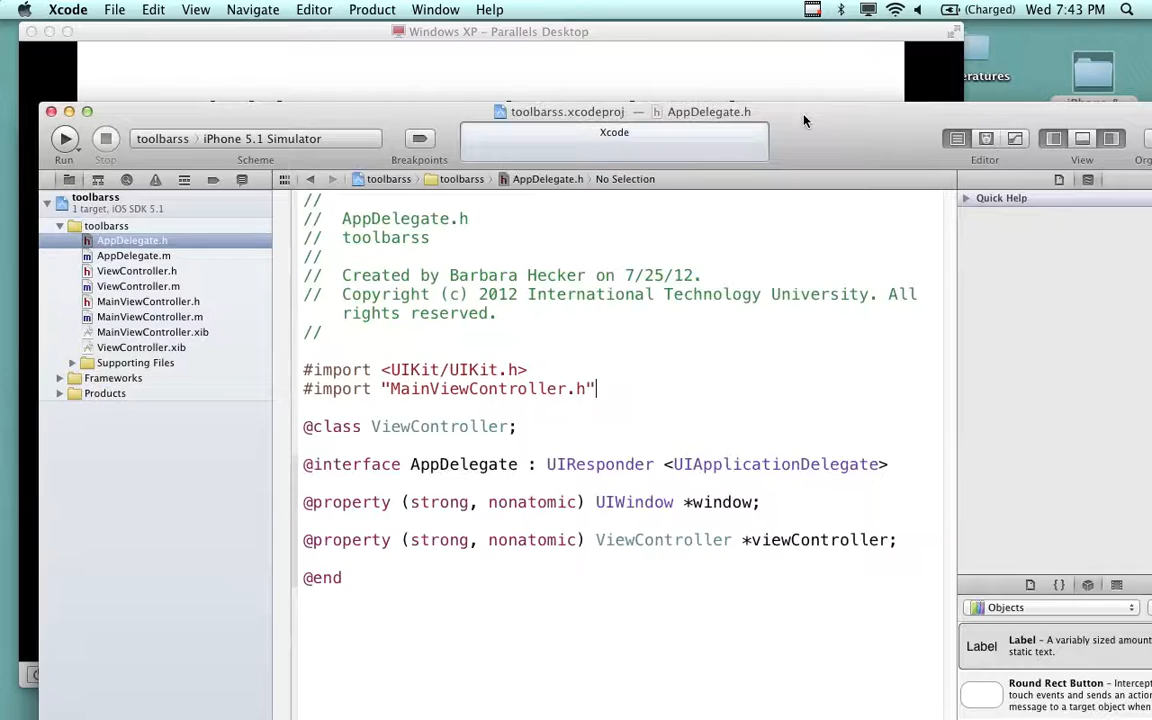 Xcode File Edit View Navigate Editor Product Window Help (Charged) Wed 7:43 PM
Windows XP - Parallels Desktop
eratures
toolbarss.xcodeproj — AppDelegate.h
toolbarss iPhone 5.1 Simulator
Xcode
Run Stop Scheme Breakpoints Editor View Org
toolbarss toolbarss AppDelegate.h No Selection
toolbarss
1 target, iOS SDK 5.1
toolbarss
AppDelegate.h
AppDelegate.m
ViewController.h
ViewController.m
MainViewController.h
MainViewController.m
MainViewController.xib
ViewController.xib
Supporting Files
Frameworks
Products
//
// AppDelegate.h
// toolbarss
//
// Created by Barbara Hecker on 7/25/12.
// Copyright (c) 2012 International Technology University. All
rights reserved.
//
#import <UIKit/UIKit.h>
#import "MainViewController.h"
@class ViewController;
@interface AppDelegate : UIResponder <UIApplicationDelegate>
@property (strong, nonatomic) UIWindow *window;
@property (strong, nonatomic) ViewController *viewController;
@end
Quick Help
Objects
Label
Label - A variably sized amount
static text.
Round Rect Button - Intercept
touch events and sends an action
message to a target object when